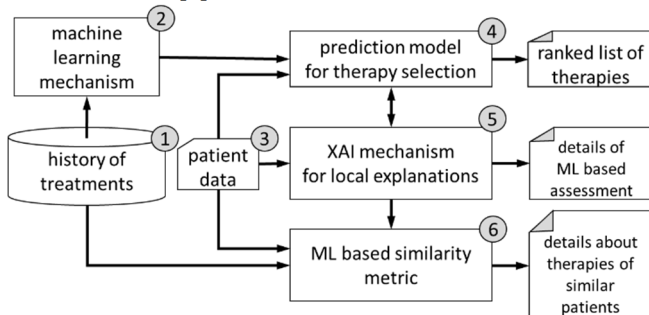 2
machine
learning
mechanism
4
prediction model
for therapy selection
ranked list of
therapies
1
history of
treatments
3
patient
data
5
XAI mechanism
for local explanations
details of
ML based
assessment
6
ML based similarity
metric
details about
therapies of
similar
patients